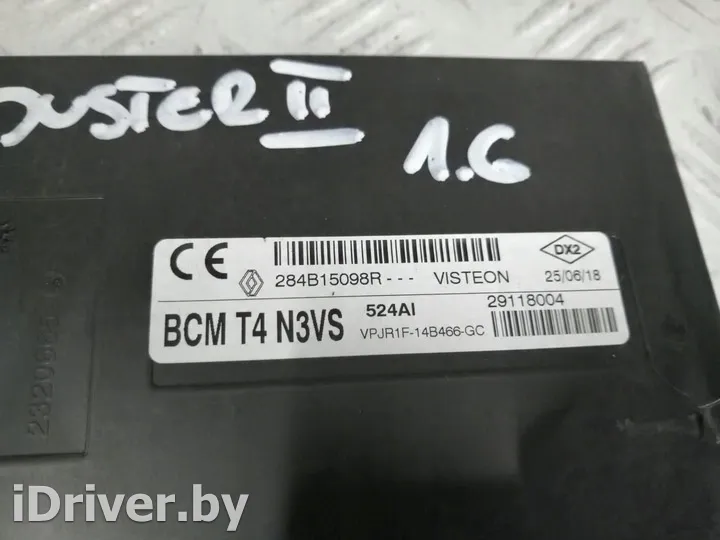 DUSTER II
1.6
CE
DX2
284B15098R--- VISTEON 25/06/18
BCM T4 N3VS 524AI 29118004
VPJR1F-14B466-GC
iDriver.by